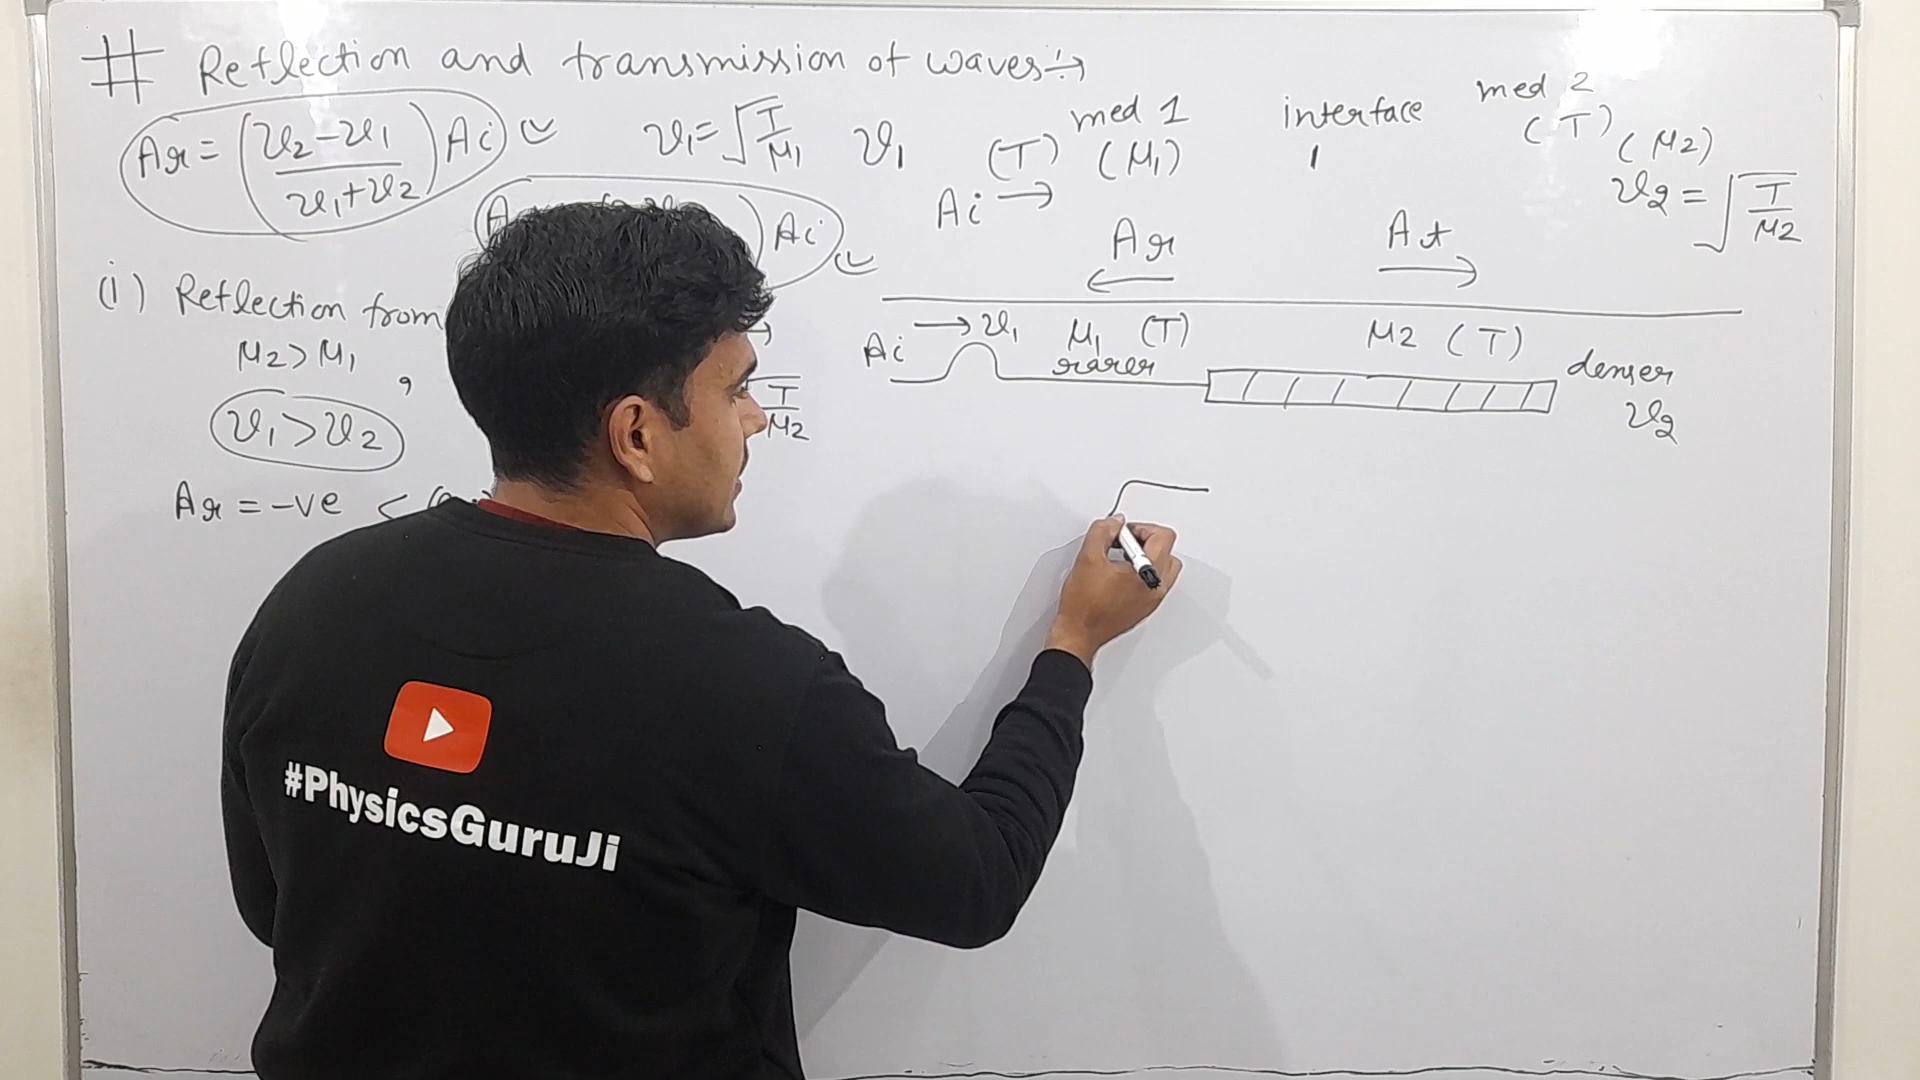 # Reflection and transmission of waves:→
Ar = (v2 - v1 / v1 + v2) Ai
v1 = √(T/μ1) v1
Ai
(i) Reflection from
μ2 > μ1 ,
T
μ2
v1 > v2
Ar = -ve <
med 1
(T) (μ1)
interface
med 2
(T) (μ2)
v2 = √(T/μ2)
Ai →
Ar
←
At
→
Ai → v1 μ1 (T)
rarer
μ2 (T)
denser
v2
#PhysicsGuruJi